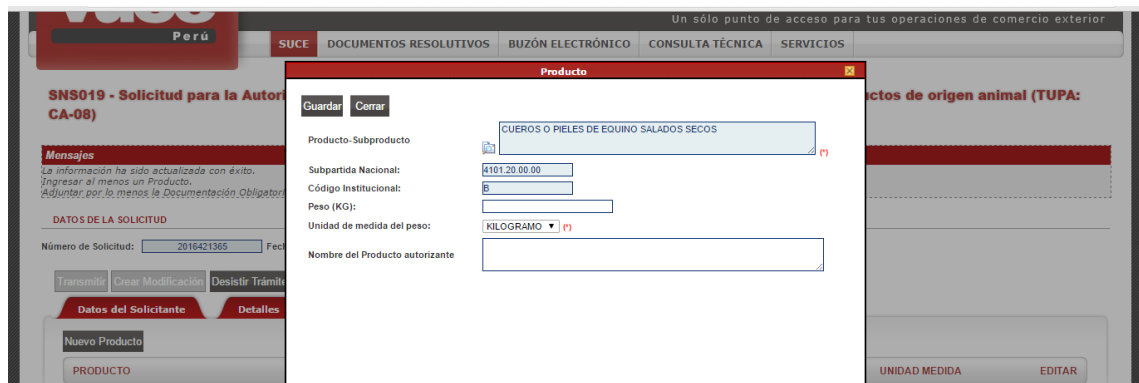 Un sólo punto de acceso para tus operaciones de comercio exterior
Perú
SUCE DOCUMENTOS RESOLUTIVOS BUZÓN ELECTRÓNICO CONSULTA TÉCNICA SERVICIOS
Producto
SNS019 - Solicitud para la Autori
ctos de origen animal (TUPA:
CA-08)
Guardar Cerrar
Producto-Subproducto
CUEROS O PIELES DE EQUINO SALADOS SECOS
(*)
Mensajes
La información ha sido actualizada con éxito.
Ingresar al menos un Producto.
Adjuntar por lo menos la Documentación Obligatori
Subpartida Nacional: 4101.20.00.00
Código Institucional: B
Peso (KG):
Unidad de medida del peso: KILOGRAMO (*)
Nombre del Producto autorizante
DATOS DE LA SOLICITUD
Número de Solicitud: 2016421365 Fec
Transmitir Crear Modificación Desistir Trámite
Datos del Solicitante Detalles
Nuevo Producto
PRODUCTO UNIDAD MEDIDA EDITAR